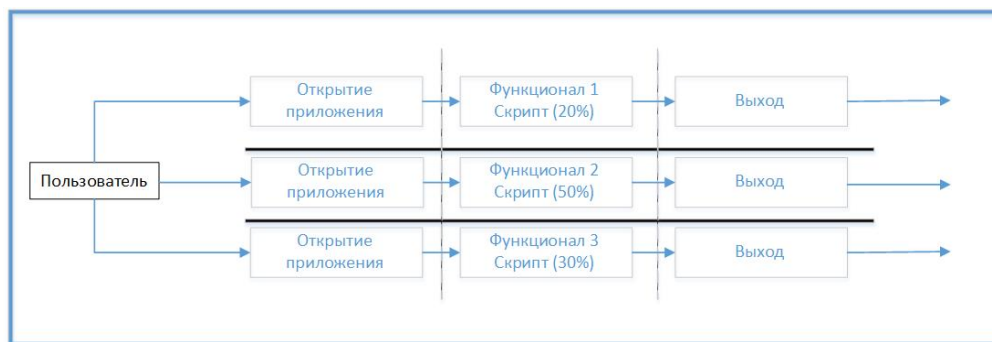 Открытие
приложения
Функционал 1
Скрипт (20%)
Выход
Пользователь
Открытие
приложения
Функционал 2
Скрипт (50%)
Выход
Открытие
приложения
Функционал 3
Скрипт (30%)
Выход